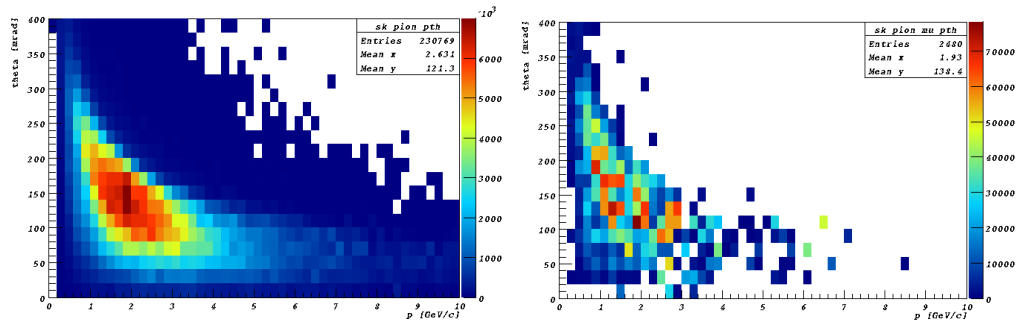 sk pion pth
Entries 230769
Mean x 2.631
Mean y 121.3
×10³
theta [mrad]
400
350
300
250
200
150
100
50
0
0 1 2 3 4 5 6 7 8 9 10
p [GeV/c]
6000
5000
4000
3000
2000
1000
0
sk pion mu pth
Entries 2480
Mean x 1.93
Mean y 138.4
theta [mrad]
400
350
300
250
200
150
100
50
0
0 1 2 3 4 5 6 7 8 9 10
p [GeV/c]
70000
60000
50000
40000
30000
20000
10000
0